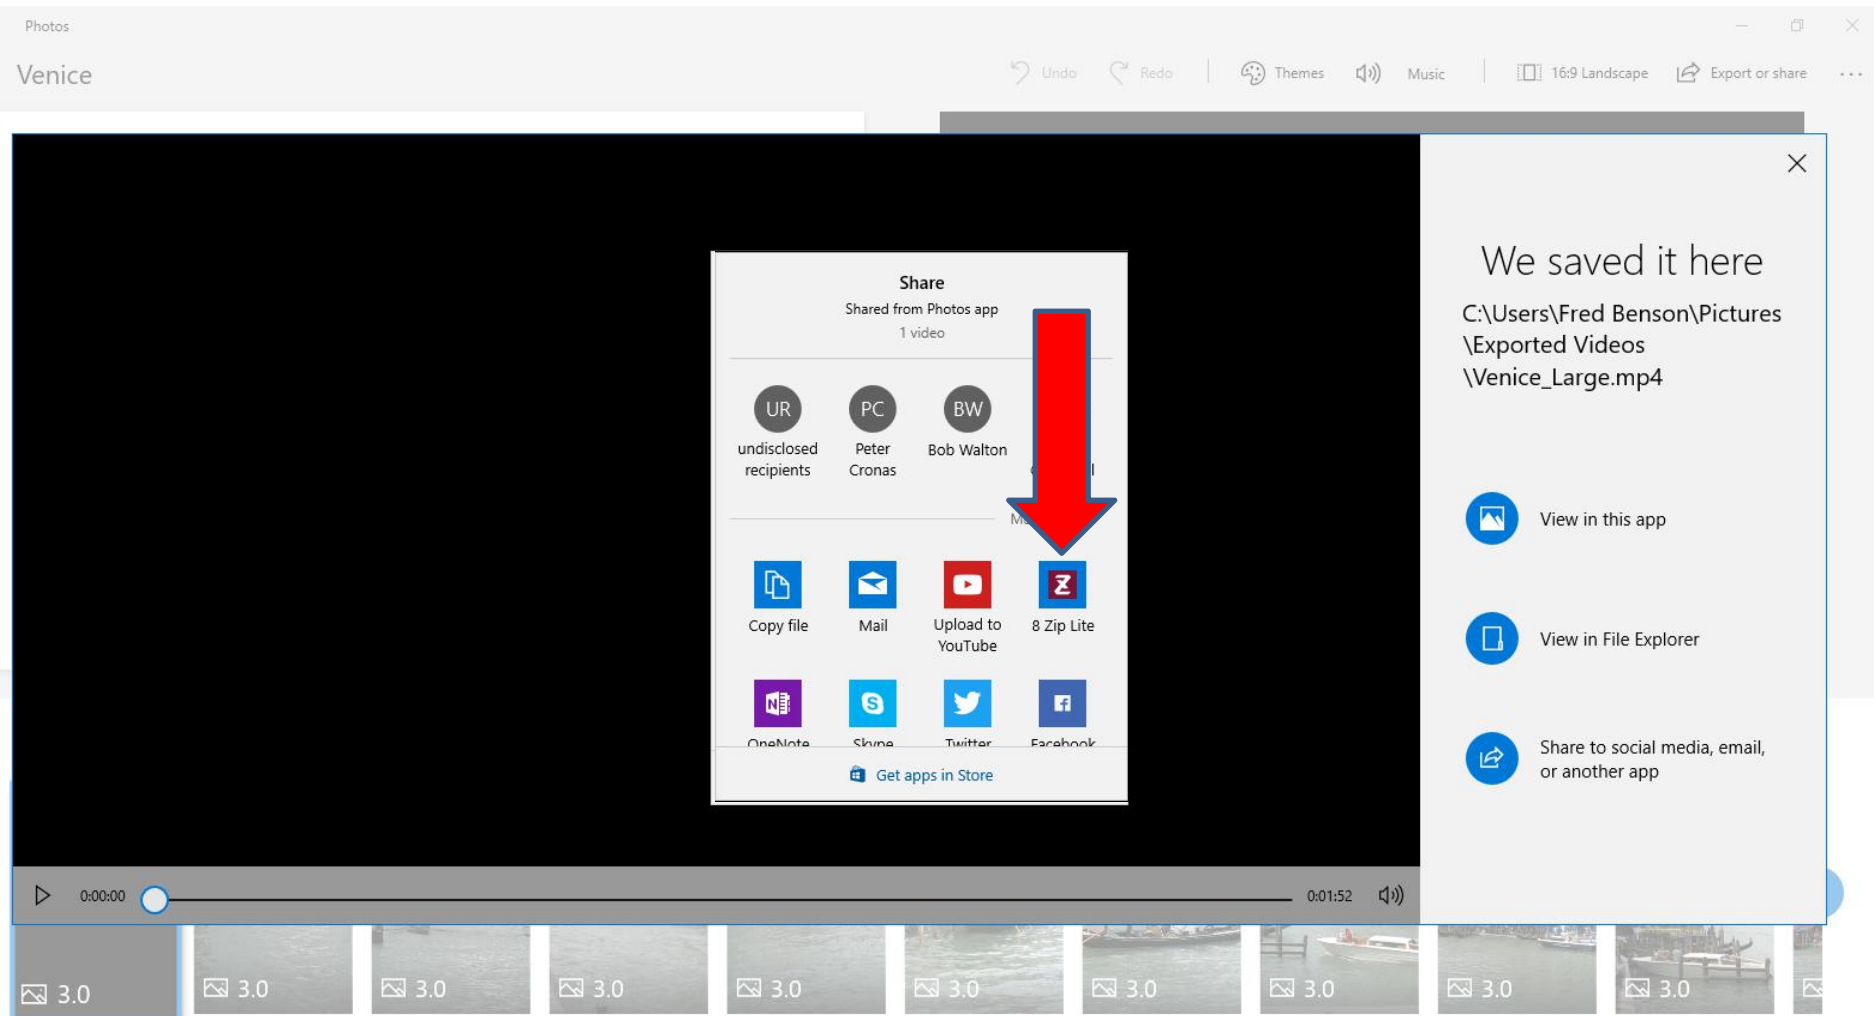 Photos
Venice
Undo
Redo
Themes
Music
16:9 Landscape
Export or share
Share
Shared from Photos app
1 video
UR
PC
BW
undisclosed
recipients
Peter
Cronas
Bob Walton
Copy file
Mail
Upload to
YouTube
8 Zip Lite
OneNote
Skype
Twitter
Facebook
Get apps in Store
We saved it here
C:\Users\Fred Benson\Pictures
\Exported Videos
\Venice_Large.mp4
View in this app
View in File Explorer
Share to social media, email,
or another app
0:00:00
0:01:52
3.0
3.0
3.0
3.0
3.0
3.0
3.0
3.0
3.0
3.0